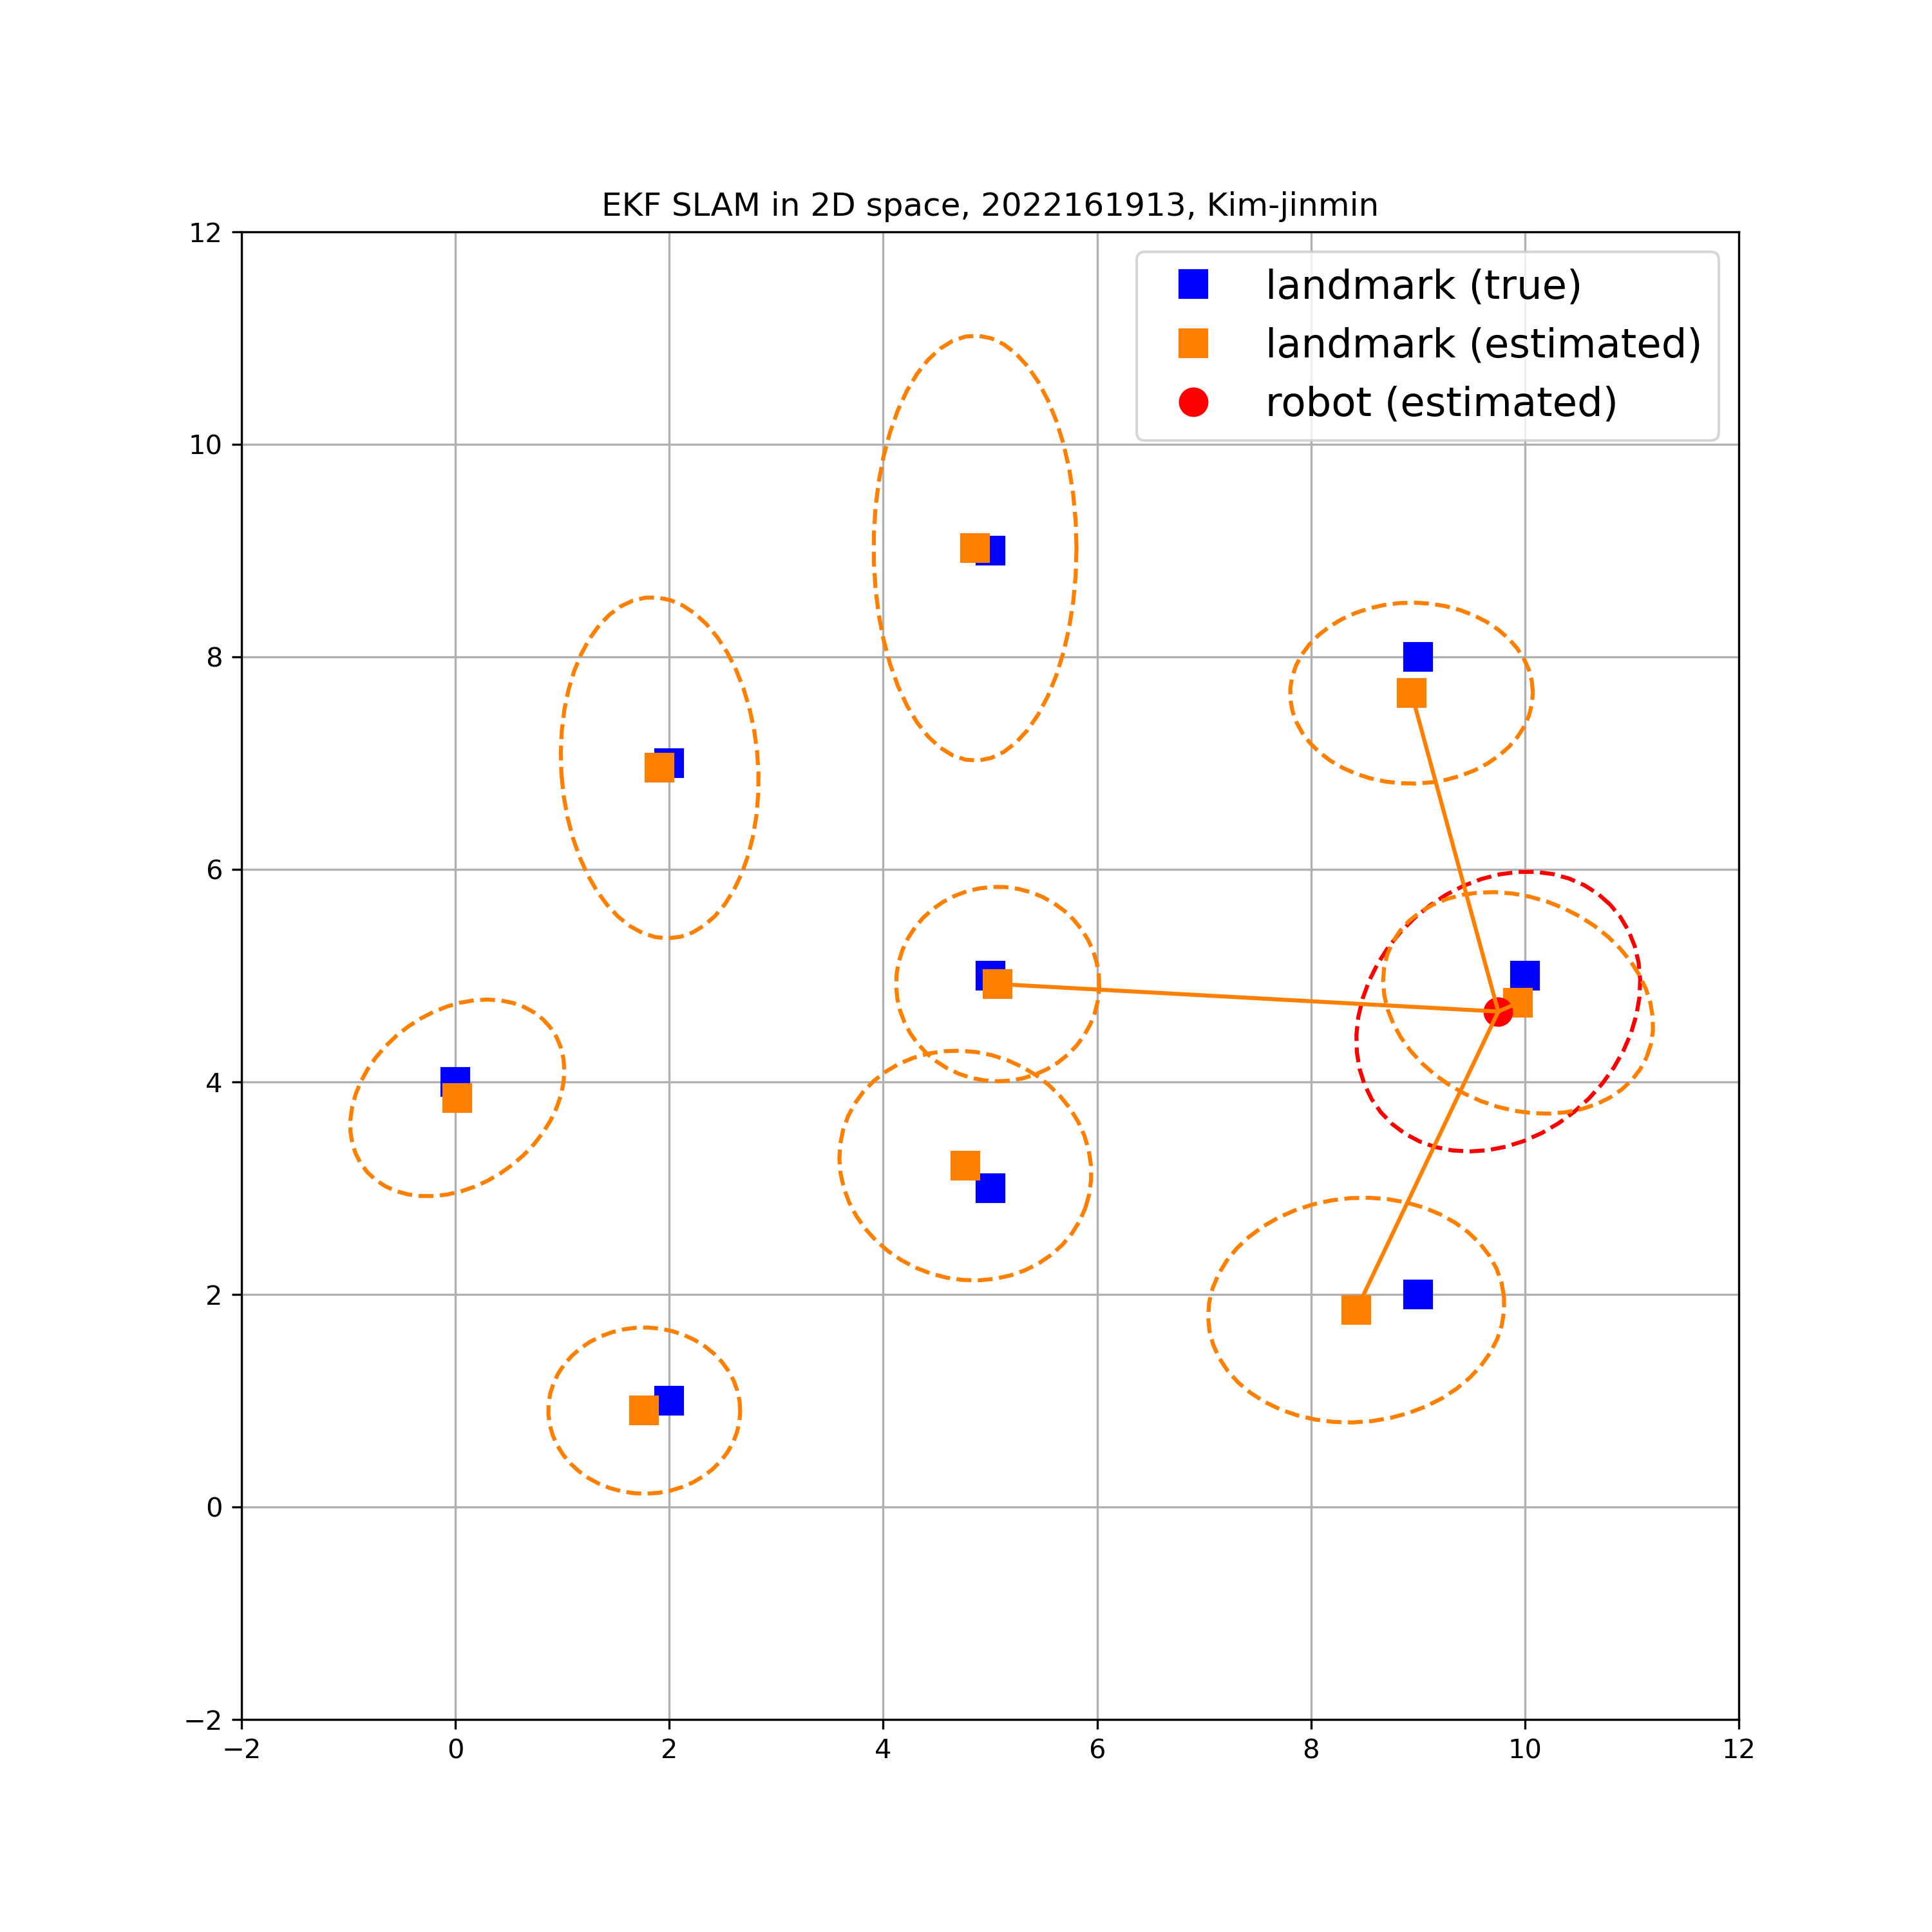 EKF SLAM in 2D space, 2022161913, Kim-jinmin
12
landmark (true)
landmark (estimated)
robot (estimated)
10
8
6
4
2
0
−2
−2 0 2 4 6 8 10 12